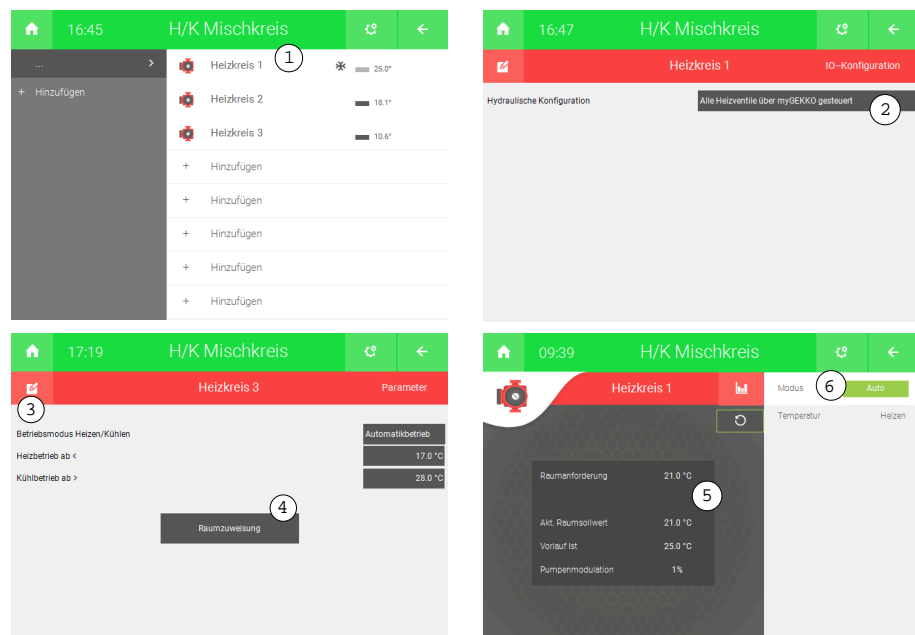 16:45 H/K Mischkreis
...
+ Hinzufügen
Heizkreis 1 1 25.0°
Heizkreis 2 18.1°
Heizkreis 3 10.6°
+ Hinzufügen
+ Hinzufügen
+ Hinzufügen
+ Hinzufügen
+ Hinzufügen
16:47 H/K Mischkreis
Heizkreis 1 IO-Konfiguration
Hydraulische Konfiguration Alle Heizventile über myGEKKO gesteuert 2
17:19 H/K Mischkreis
Heizkreis 3 Parameter
3
Betriebsmodus Heizen/Kühlen Automatikbetrieb
Heizbetrieb ab < 17.0 °C
Kühlbetrieb ab > 28.0 °C
4
Raumzuweisung
09:39 H/K Mischkreis
Heizkreis 1 Modus 6 Auto
Temperatur Heizen
Raumanforderung 21.0 °C
5
Akt. Raumsollwert 21.0 °C
Vorlauf Ist 25.0 °C
Pumpenmodulation 1%